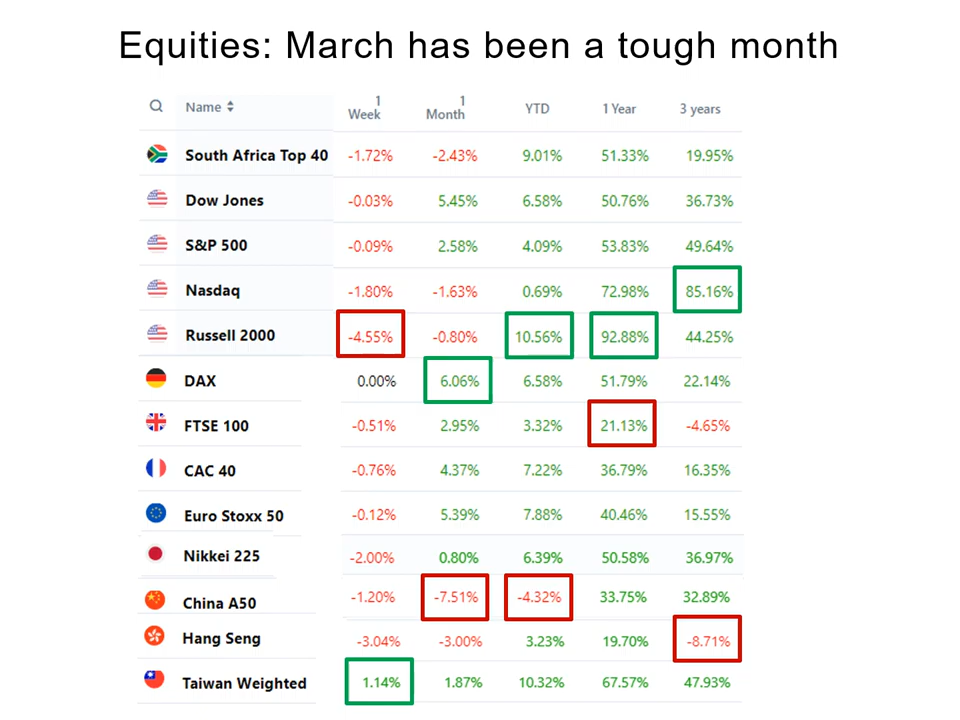 Equities: March has been a tough month
Name 1 Week 1 Month YTD 1 Year 3 years
South Africa Top 40 -1.72% -2.43% 9.01% 51.33% 19.95%
Dow Jones -0.03% 5.45% 6.58% 50.76% 36.73%
S&P 500 -0.09% 2.58% 4.09% 53.83% 49.64%
Nasdaq -1.80% -1.63% 0.69% 72.98% 85.16%
Russell 2000 -4.55% -0.80% 10.56% 92.88% 44.25%
DAX 0.00% 6.06% 6.58% 51.79% 22.14%
FTSE 100 -0.51% 2.95% 3.32% 21.13% -4.65%
CAC 40 -0.76% 4.37% 7.22% 36.79% 16.35%
Euro Stoxx 50 -0.12% 5.39% 7.88% 40.46% 15.55%
Nikkei 225 -2.00% 0.80% 6.39% 50.58% 36.97%
China A50 -1.20% -7.51% -4.32% 33.75% 32.89%
Hang Seng -3.04% -3.00% 3.23% 19.70% -8.71%
Taiwan Weighted 1.14% 1.87% 10.32% 67.57% 47.93%